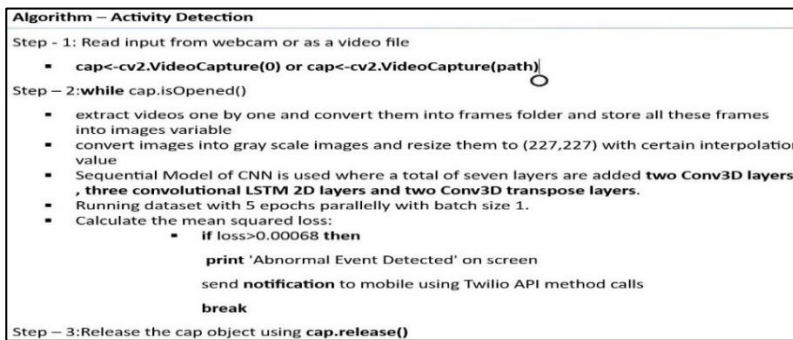 Algorithm – Activity Detection
Step - 1: Read input from webcam or as a video file
▪ cap<-cv2.VideoCapture(0) or cap<-cv2.VideoCapture(path)
Step – 2:while cap.isOpened()
▪ extract videos one by one and convert them into frames folder and store all these frames
into images variable
▪ convert images into gray scale images and resize them to (227,227) with certain interpolation
value
▪ Sequential Model of CNN is used where a total of seven layers are added two Conv3D layers
, three convolutional LSTM 2D layers and two Conv3D transpose layers.
▪ Running dataset with 5 epochs parallelly with batch size 1.
▪ Calculate the mean squared loss:
▪ if loss>0.00068 then
print 'Abnormal Event Detected' on screen
send notification to mobile using Twilio API method calls
break
Step – 3:Release the cap object using cap.release()